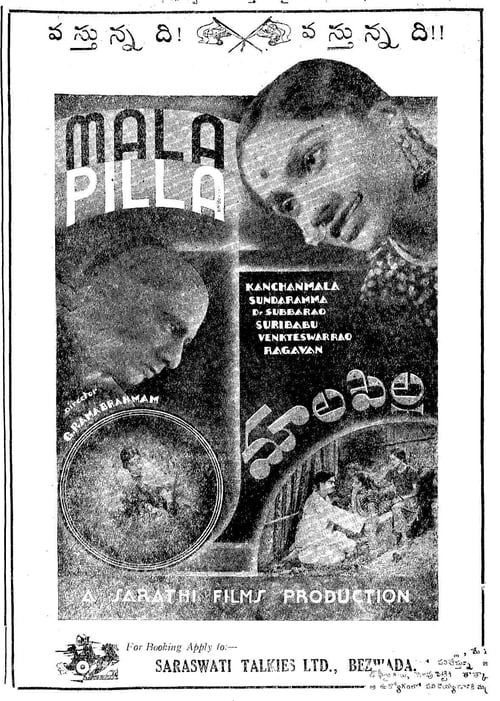 వస్తున్నది! వస్తున్నది!!
MALA
PILLA
KANCHANMALA
SUNDARAMMA
Dr SUBBARAO
SURIBABU
VENKTESWARRAO
RAGAVAN
Director
G. RAMABRAHMAM
మాలపిల్ల
A SARATHI FILMS PRODUCTION
For Booking Apply to:—
SARASWATI TALKIES LTD., BEZWADA.